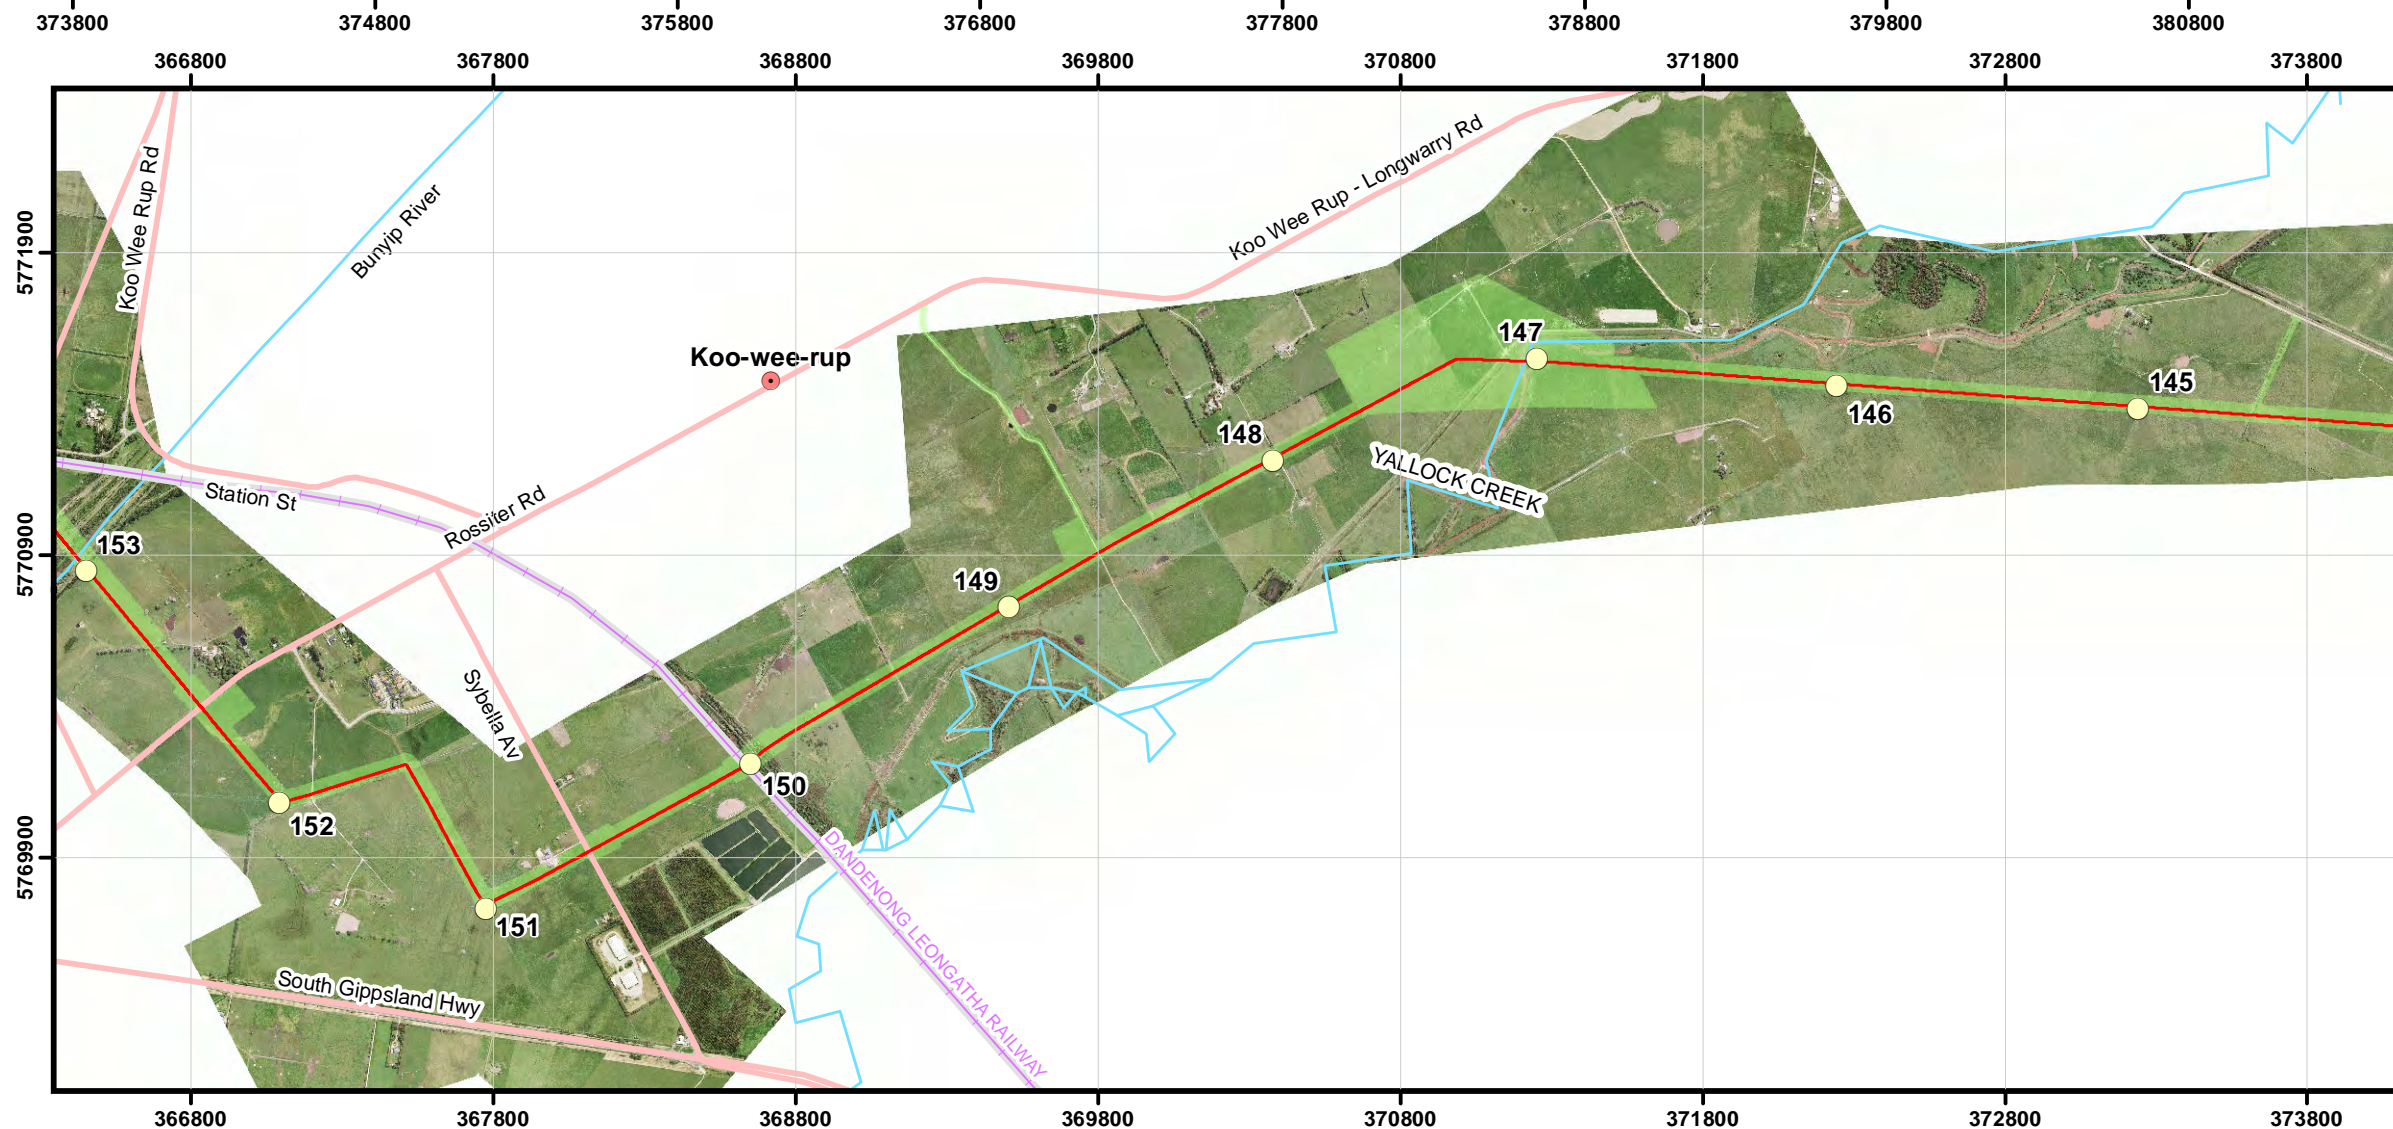 373800 374800 375800 376800 377800 378800 379800 380800
366800 367800 368800 369800 370800 371800 372800 373800
Koo Wee Rup Rd
Bunyip River
Koo Wee Rup - Longwarry Rd
5771900
Koo-wee-rup
147
145
146
148
YALLOCK CREEK
Station St
Rossiter Rd
153
5770900
149
Sybella Av
150
152
DANDENONG LEONGATHA RAILWAY
5769900
151
South Gippsland Hwy
366800 367800 368800 369800 370800 371800 372800 373800